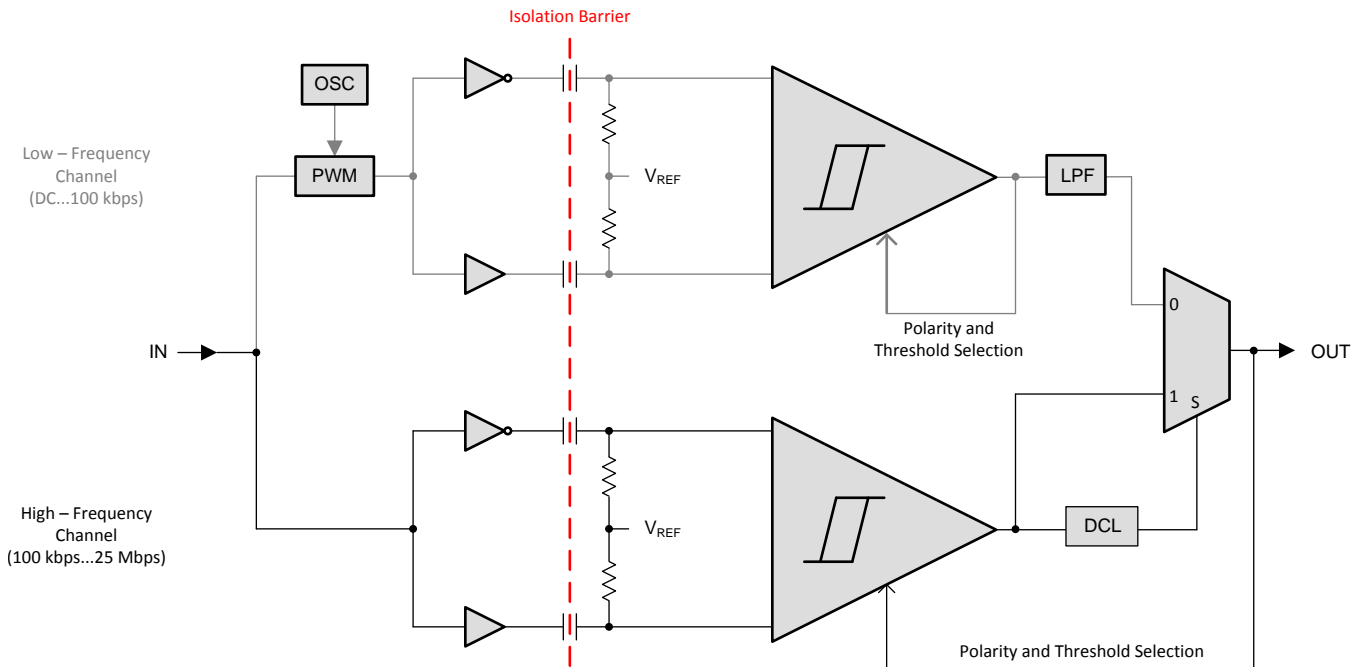 Isolation Barrier
OSC
Low – Frequency
Channel
(DC...100 kbps)
PWM
VREF
LPF
0
Polarity and
Threshold Selection
IN
OUT
1
S
High – Frequency
Channel
(100 kbps...25 Mbps)
VREF
DCL
Polarity and Threshold Selection